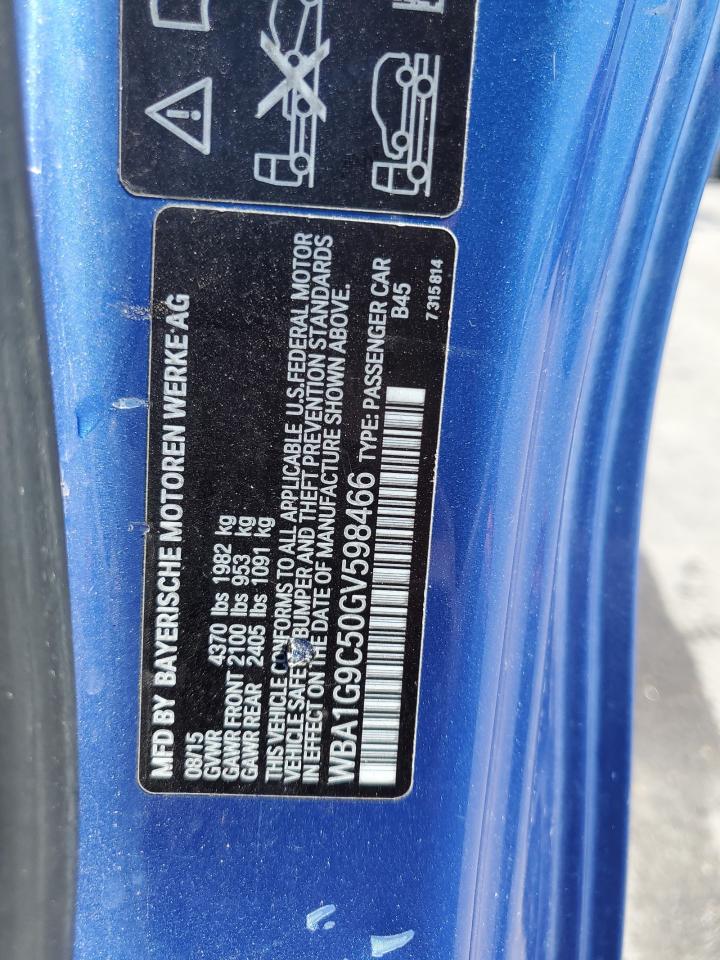 MFD BY BAYERISCHE MOTOREN WERKE AG
08/15
GVWR 4370 lbs 1982 kg
GAWR FRONT 2100 lbs 953 kg
GAWR REAR 2405 lbs 1091 kg
THIS VEHICLE CONFORMS TO ALL APPLICABLE U.S.FEDERAL MOTOR
VEHICLE SAFETY BUMPER AND THEFT PREVENTION STANDARDS
IN EFFECT ON THE DATE OF MANUFACTURE SHOWN ABOVE.
WBA1G9C50GV598466 TYPE: PASSENGER CAR
B45
7 315 814